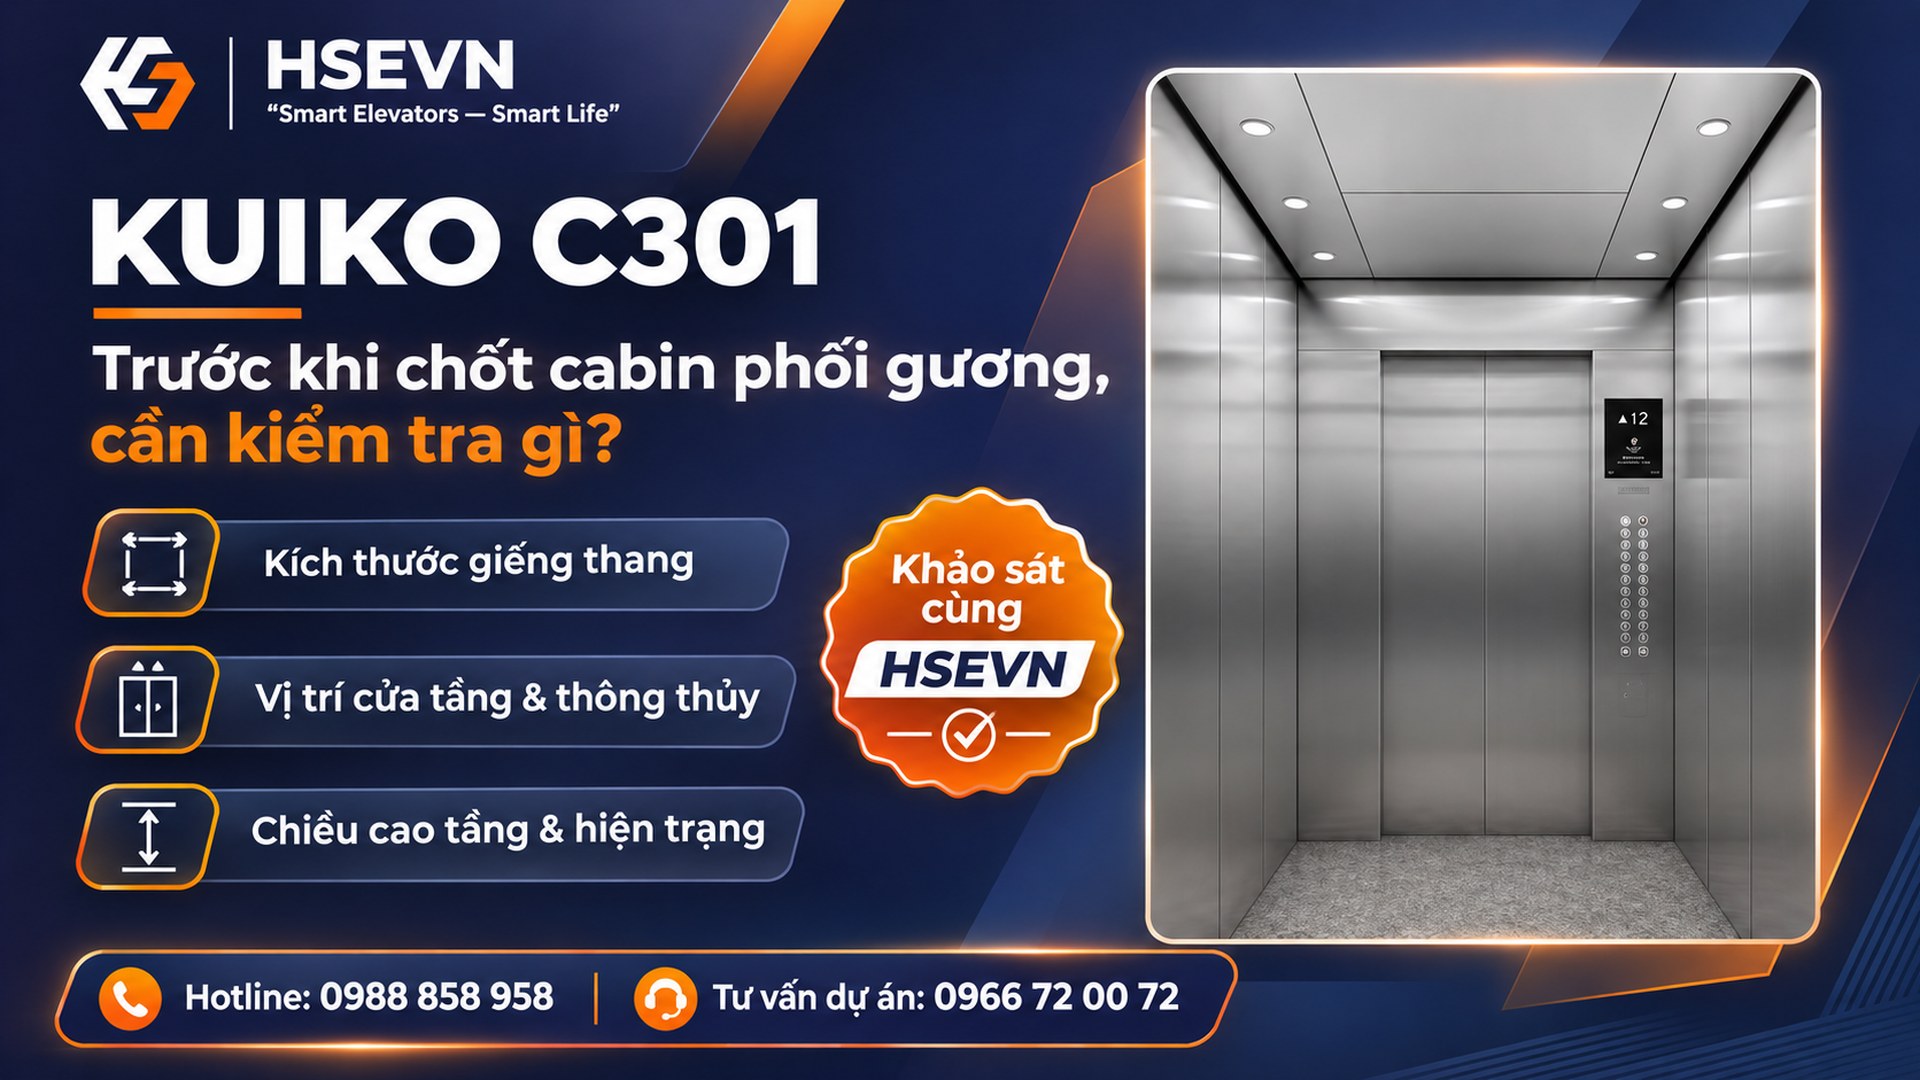 HSEVN
“Smart Elevators — Smart Life”
KUIKO C301
Trước khi chốt cabin phối gương,
cần kiểm tra gì?
Kích thước giếng thang
Vị trí cửa tầng & thông thủy
Chiều cao tầng & hiện trạng
Khảo sát
cùng
HSEVN
▲12
Hotline: 0988 858 958
Tư vấn dự án: 0966 72 00 72